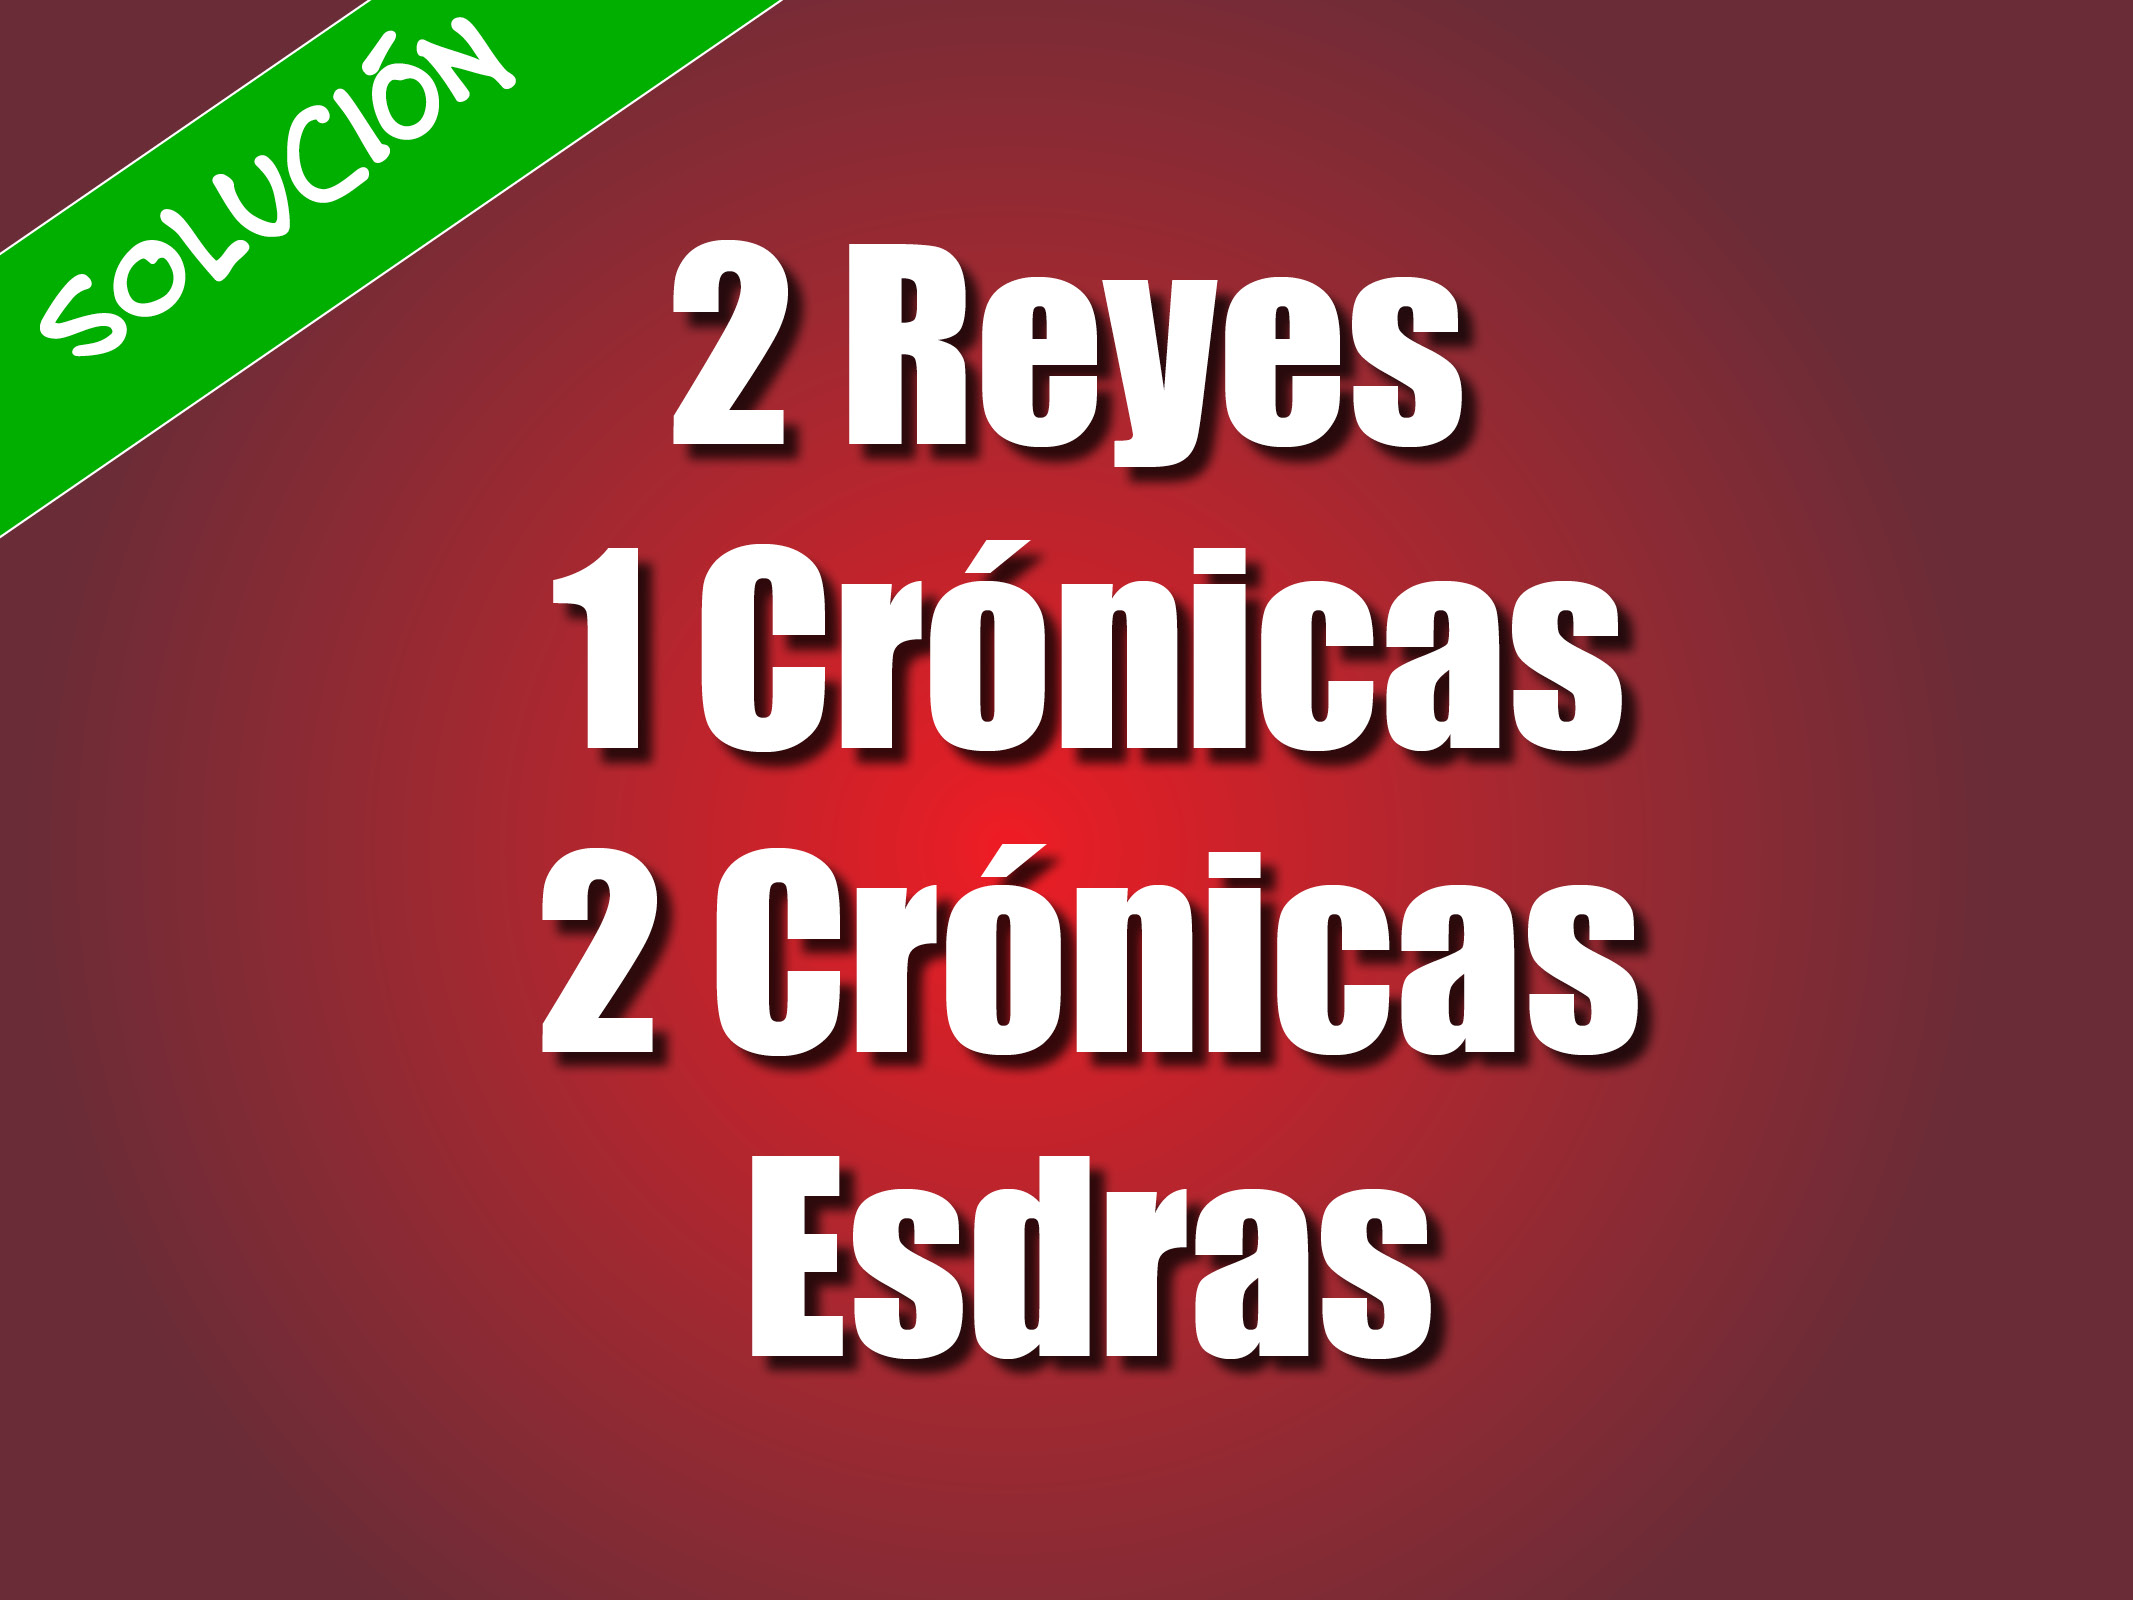 SOLUCIÓN
2 Reyes
1 Crónicas
2 Crónicas
Esdras